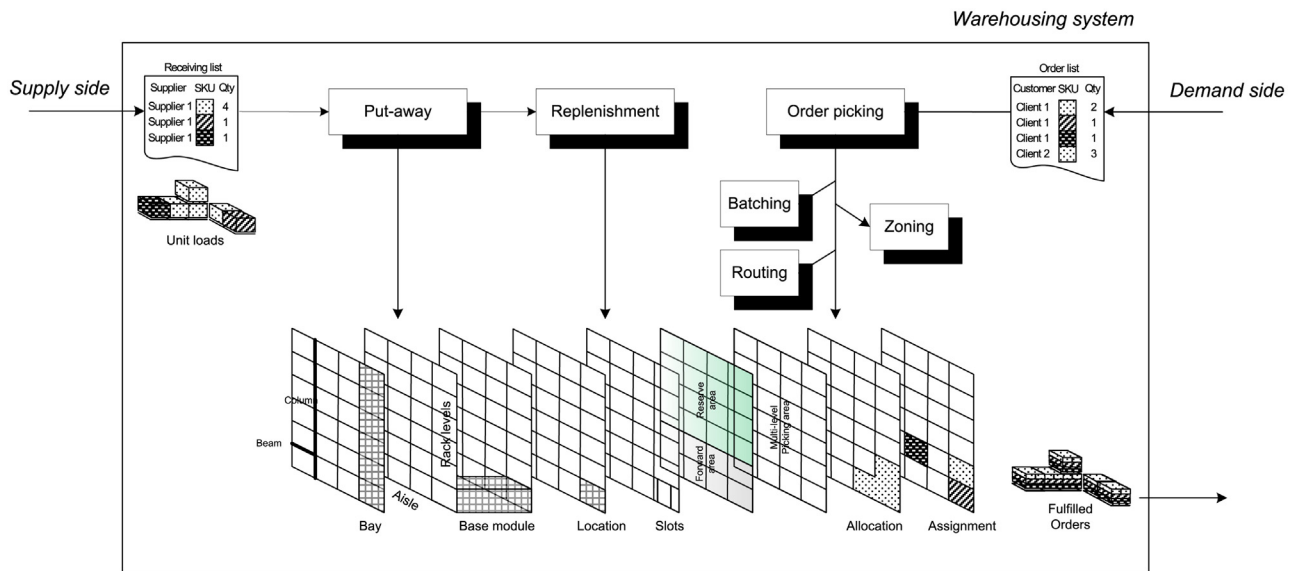 Warehousing system
Supply side
Receiving list
Supplier SKU Qty
Supplier 1 4
Supplier 1 1
Supplier 1 1
Unit loads
Put-away
Replenishment
Order picking
Batching
Zoning
Routing
Order list
Customer SKU Qty
Client 1 2
Client 1 1
Client 1 1
Client 2 3
Demand side
Column
Beam
Bay
Aisle
Rack levels
Base module
Location
Slots
Reserve
area
Forward
area
Multi-level
Picking area
Allocation
Assignment
Fulfilled
Orders